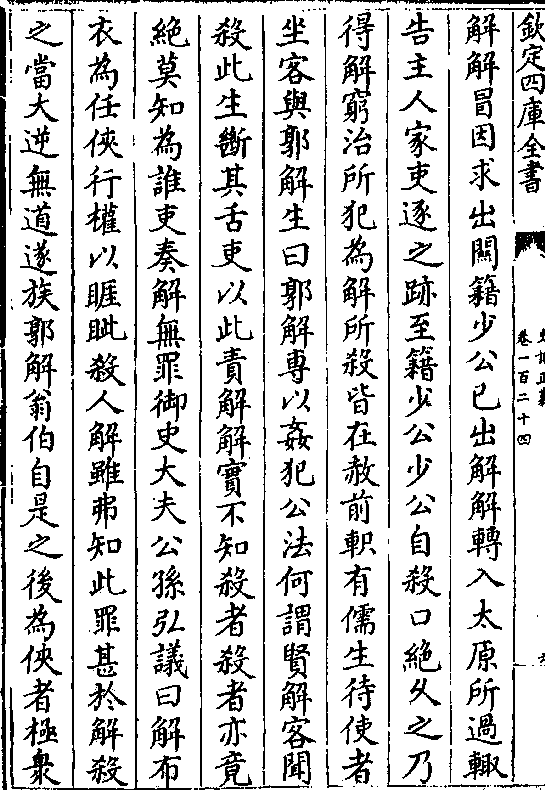 欽定四庫全書
史記正義
卷一百二十四
解解冒因求出關籍少公已出解解轉入太原所過輙
告主人家吏逐之跡至籍少公少公自殺口絶乆之乃
得解窮治所犯為解所殺皆在赦前軹有儒生待使者
坐客與郭解生曰郭解專以姦犯公法何謂賢解客聞
殺此生斷其舌吏以此責解解實不知殺者殺者亦竟
絶莫知為誰吏奏解無罪御史大夫公孫弘議曰解布
衣為任俠行權以睚眦殺人解雖弗知此罪甚於解殺
之當大逆無道遂族郭解翁伯自是之後為俠者極衆